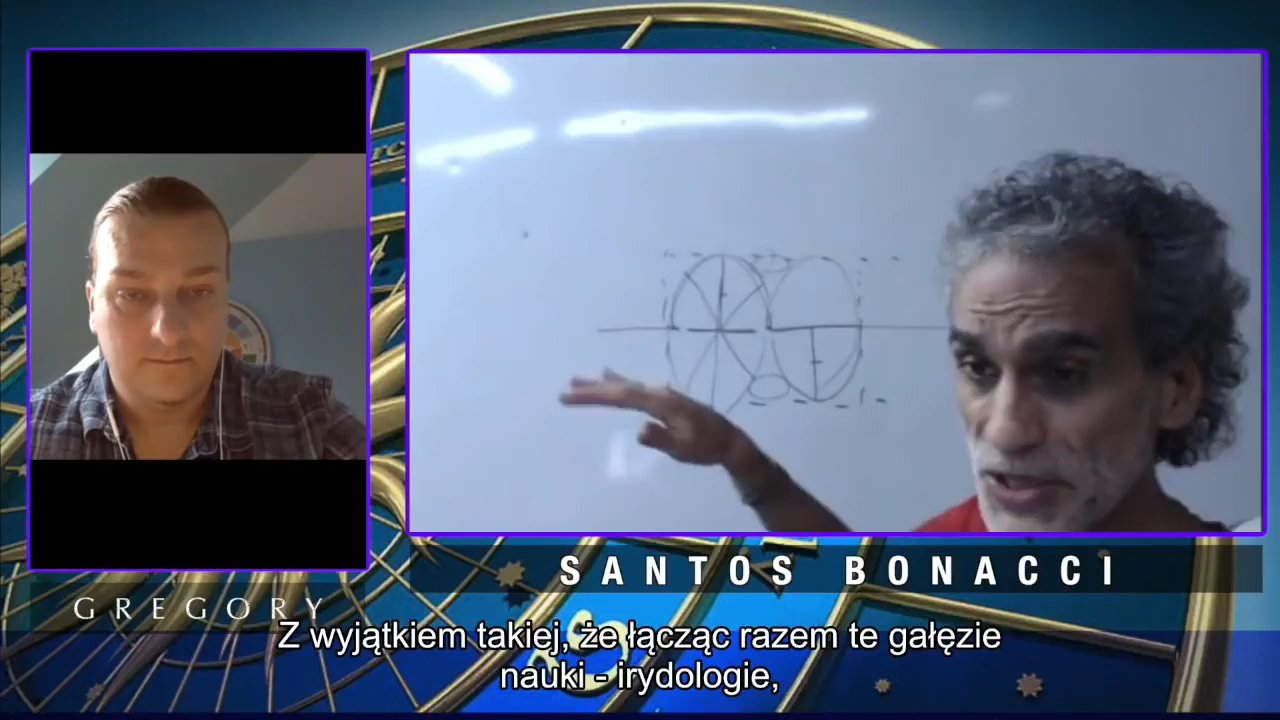 SANTOS BONACCI
GREGORY
Z wyjątkiem takiej, że łącząc razem te gałęzie
nauki - irydologie,